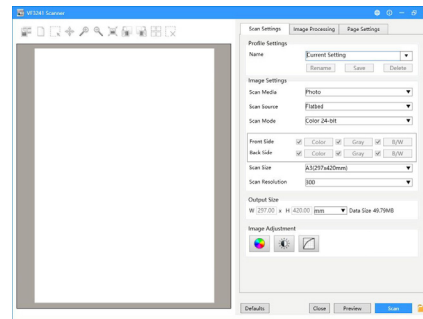 VF3241 Scanner
Scan Settings Image Processing Page Settings
Profile Settings
Name Current Setting
Rename Save Delete
Image Settings
Scan Media Photo
Scan Source Flatbed
Scan Mode Color 24-bit
Front Side Color Gray B/W
Back Side Color Gray B/W
Scan Size A3(297x420mm)
Scan Resolution 300
Output Size
W 297.00 x H 420.00 mm Data Size 49.79MB
Image Adjustment
Defaults Close Preview Scan